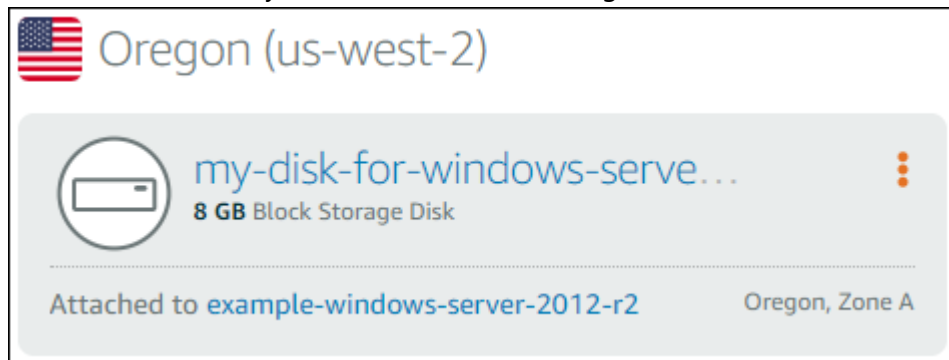 Oregon (us-west-2)
my-disk-for-windows-serve...
8 GB Block Storage Disk
Attached to example-windows-server-2012-r2
Oregon, Zone A